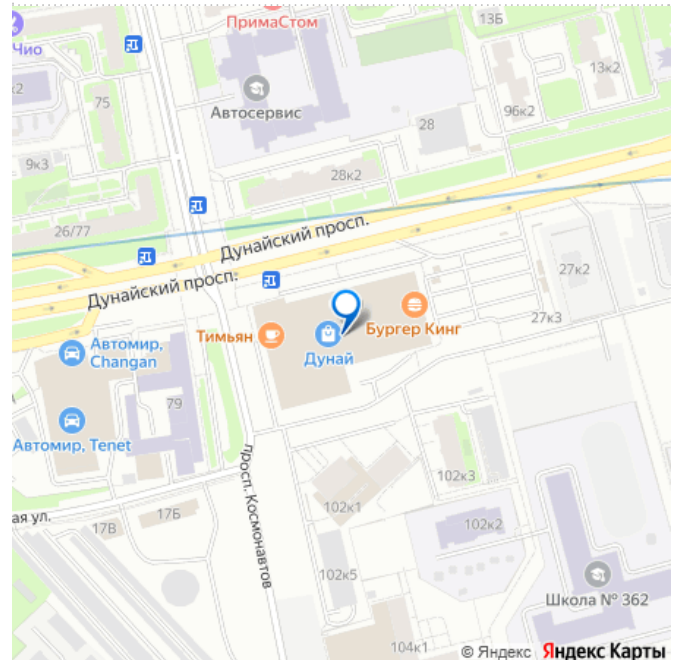 ПримаСтом
13Б
Чио
к2
75
Автосервис
13к2
96к2
28
9к3
28к2
26/77
Дунайский просп.
Дунайский просп.
27к2
27к3
Тимьян
Дунай
Бургер Кинг
Автомир,
Changan
79
Автомир, Tenet
просп. Космонавтов
102к3
102к1
102к2
ая ул.
17В
17Б
102к5
Школа № 362
104к1
© Яндекс Яндекс Карты